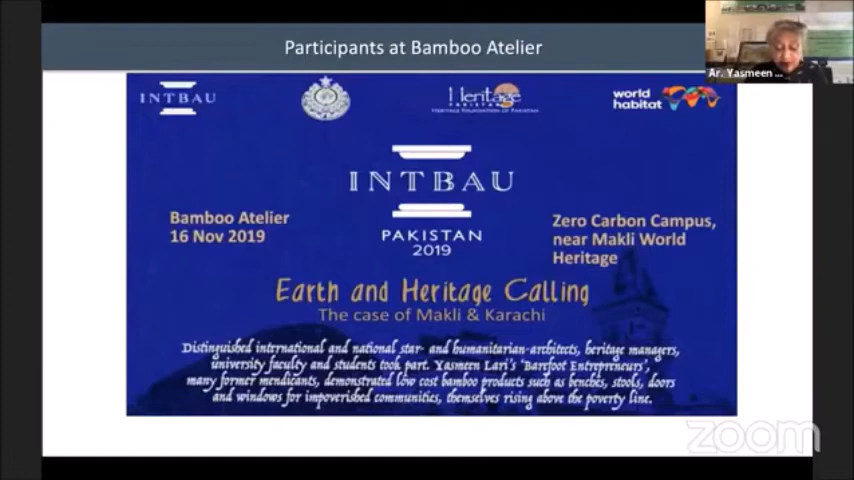 Participants at Bamboo Atelier
Ar. Yasmeen ...
INTBAU
Heritage
PAKISTAN
HERITAGE FOUNDATION OF PAKISTAN
world
habitat
INTBAU
PAKISTAN
2019
Bamboo Atelier
16 Nov 2019
Zero Carbon Campus,
near Makli World
Heritage
Earth and Heritage Calling
The case of Makli & Karachi
Distinguished international and national star- and humanitarian-architects, heritage managers,
university faculty and students took part. Yasmeen Lari's 'Barefoot Entrepreneurs',
many former mendicants, demonstrated low cost bamboo products such as benches, stools, doors
and windows for impoverished communities, themselves rising above the poverty line.
zoom